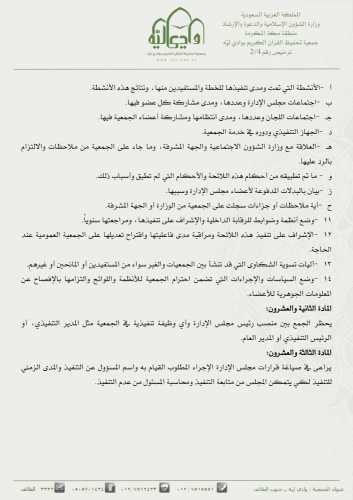 المملكة العربية السعودية
وزارة الشؤون الإسلامية والدعوة والإرشاد
منطقة مكة المكرمة
جمعية تحفيظ القرآن الكريم بوادي ليّه
ترخيص رقم 2/4
وادي ليّة
أ - الأنشطة التي تمت ومدى تنفيذها للخطة والمستفيدين منها، ونتائج هذه الأنشطة.
ب - اجتماعات مجلس الإدارة وعددها، ومدى مشاركة كل عضو فيها.
جـ - اجتماعات اللجان وعددها، ومدى انتظامها ومشاركة أعضاء الجمعية فيها.
د - الجهاز التنفيذي ودوره في خدمة الجمعية.
هـ - العلاقة مع وزارة الشؤون الاجتماعية والجهة المشرفة، وما جاء على الجمعية من ملاحظات والالتزام
بالرد عليها.
و - ما تم تطبيقه من أحكام هذه اللائحة والأحكام التي لم تطبق وأسباب ذلك.
ز - بيان بالبدلات المدفوعة لأعضاء مجلس الإدارة وسببها.
ح - أية ملاحظات أو جزاءات سجلت على الجمعية من الوزارة أو الجهة المشرفة.
١١ - وضع أنظمة وضوابط للرقابة الداخلية والإشراف على تنفيذها، ومراجعتها سنوياً.
١٢ - الإشراف على تنفيذ هذه اللائحة ومراقبة مدى فاعليتها واقتراح تعديلها على الجمعية العمومية عند
الحاجة.
١٣ - آليات تسوية الشكاوى التي قد تنشأ بين الجمعيات والغير سواء من المستفيدين أو المانحين أو غيرهم.
١٤ - وضع السياسات والإجراءات التي تضمن احترام الجمعية للأنظمة واللوائح والتزامها بالإفصاح عن
المعلومات الجوهرية للأعضاء.
المادة الثانية والعشرون:
يحظر الجمع بين منصب رئيس مجلس الإدارة وأي وظيفة تنفيذية في الجمعية مثل المدير التنفيذي، أو
الرئيس التنفيذي أو المدير العام.
المادة الثالثة والعشرون:
يراعى في صياغة قرارات مجلس الإدارة الإجراء المطلوب القيام به واسم المسؤول عن التنفيذ والمدى الزمني
للتنفيذ لكي يتمكن المجلس من متابعة التنفيذ ومحاسبة المسئول من عدم التنفيذ.